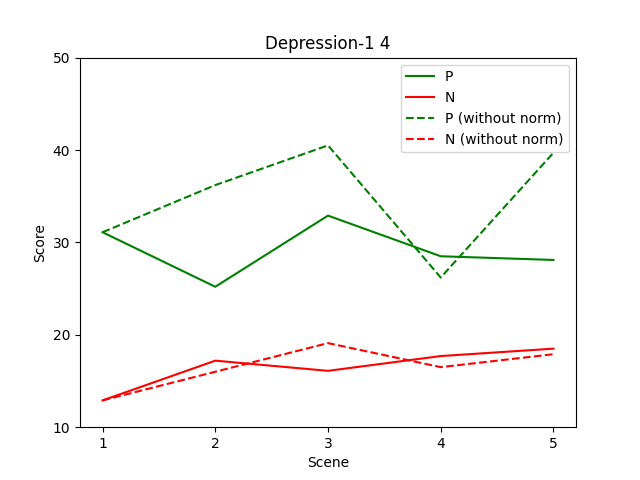 Depression-1 4
50
40
30
20
10
Score
P
N
P (without norm)
N (without norm)
1 2 3 4 5
Scene